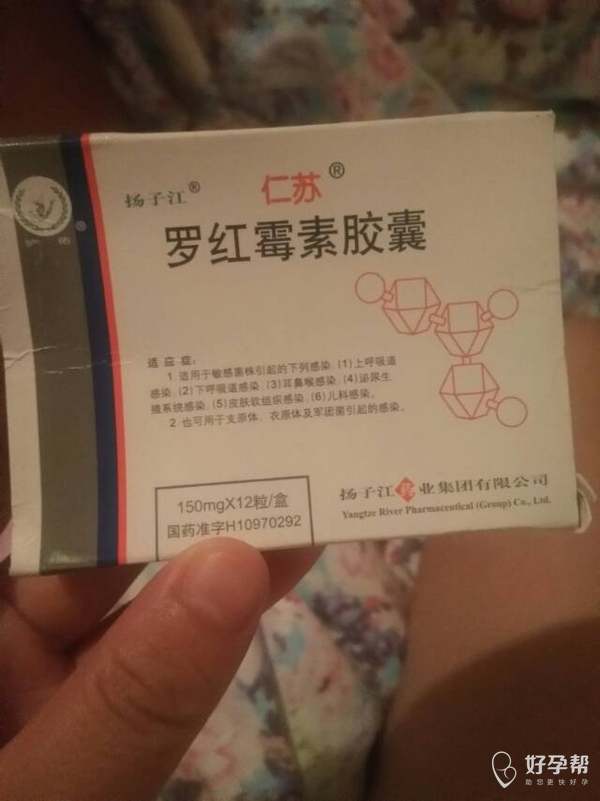 扬子江® 仁苏®
罗红霉素胶囊
适应症:
1. 适用于敏感菌株引起的下列感染:(1)上呼吸道
感染,(2)下呼吸道感染,(3)耳鼻喉感染,(4)泌尿生
殖系统感染,(5)皮肤软组织感染,(6)儿科感染。
2. 也可用于支原体、衣原体及军团菌引起的感染。
150mgX12粒/盒
国药准字H10970292
扬子江药业集团有限公司
Yangtze River Pharmaceutical (Group) Co., Ltd.
好孕帮
助您更快好孕